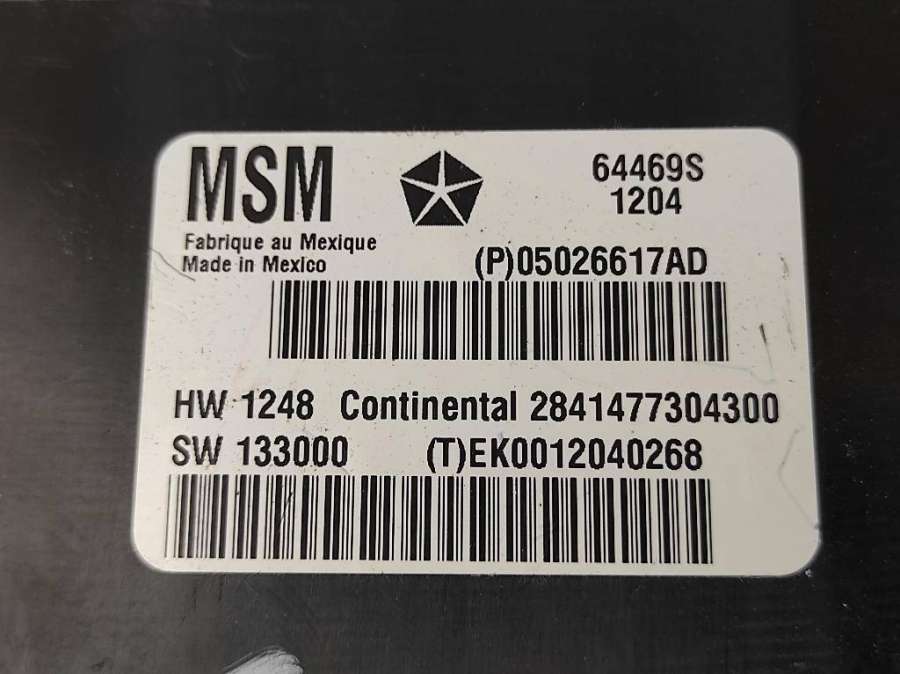 MSM
64469S
1204
Fabrique au Mexique
Made in Mexico
(P)05026617AD
HW 1248 Continental 2841477304300
SW 133000 (T)EK0012040268